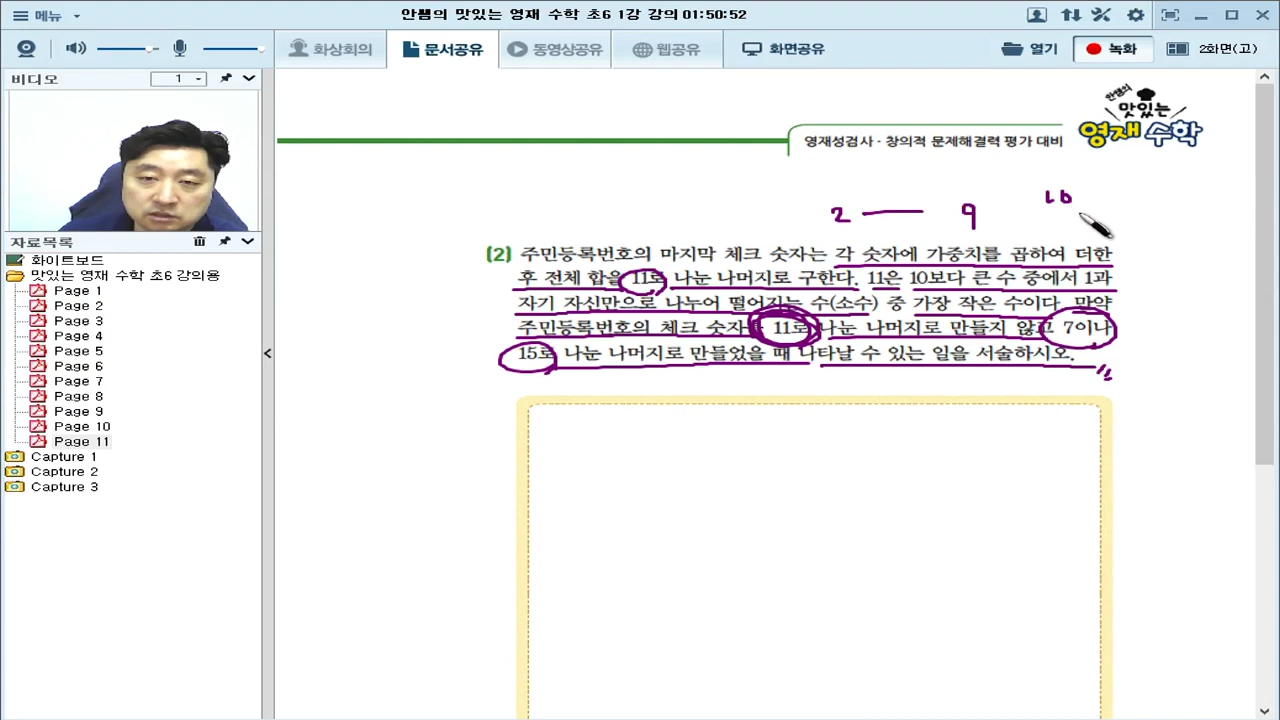 메뉴
안쌤의 맛있는 영재 수학 초6 1강 강의 01:50:52
화상회의
문서공유
동영상공유
웹공유
화면공유
열기
녹화
2화면(고)
비디오
1
자료목록
화이트보드
맛있는 영재 수학 초6 강의용
Page 1
Page 2
Page 3
Page 4
Page 5
Page 6
Page 7
Page 8
Page 9
Page 10
Page 11
Capture 1
Capture 2
Capture 3
안쌤의
맛있는
영재 수학
영재성검사 · 창의적 문제해결력 평가 대비
2 — 9
10
(2) 주민등록번호의 마지막 체크 숫자는 각 숫자에 가중치를 곱하여 더한
후 전체 합을 11로 나눈 나머지로 구한다. 11은 10보다 큰 수 중에서 1과
자기 자신만으로 나누어 떨어지는 수(소수) 중 가장 작은 수이다. 만약
주민등록번호의 체크 숫자를 11로 나눈 나머지로 만들지 않고 7이나
15로 나눈 나머지로 만들었을 때 나타날 수 있는 일을 서술하시오.